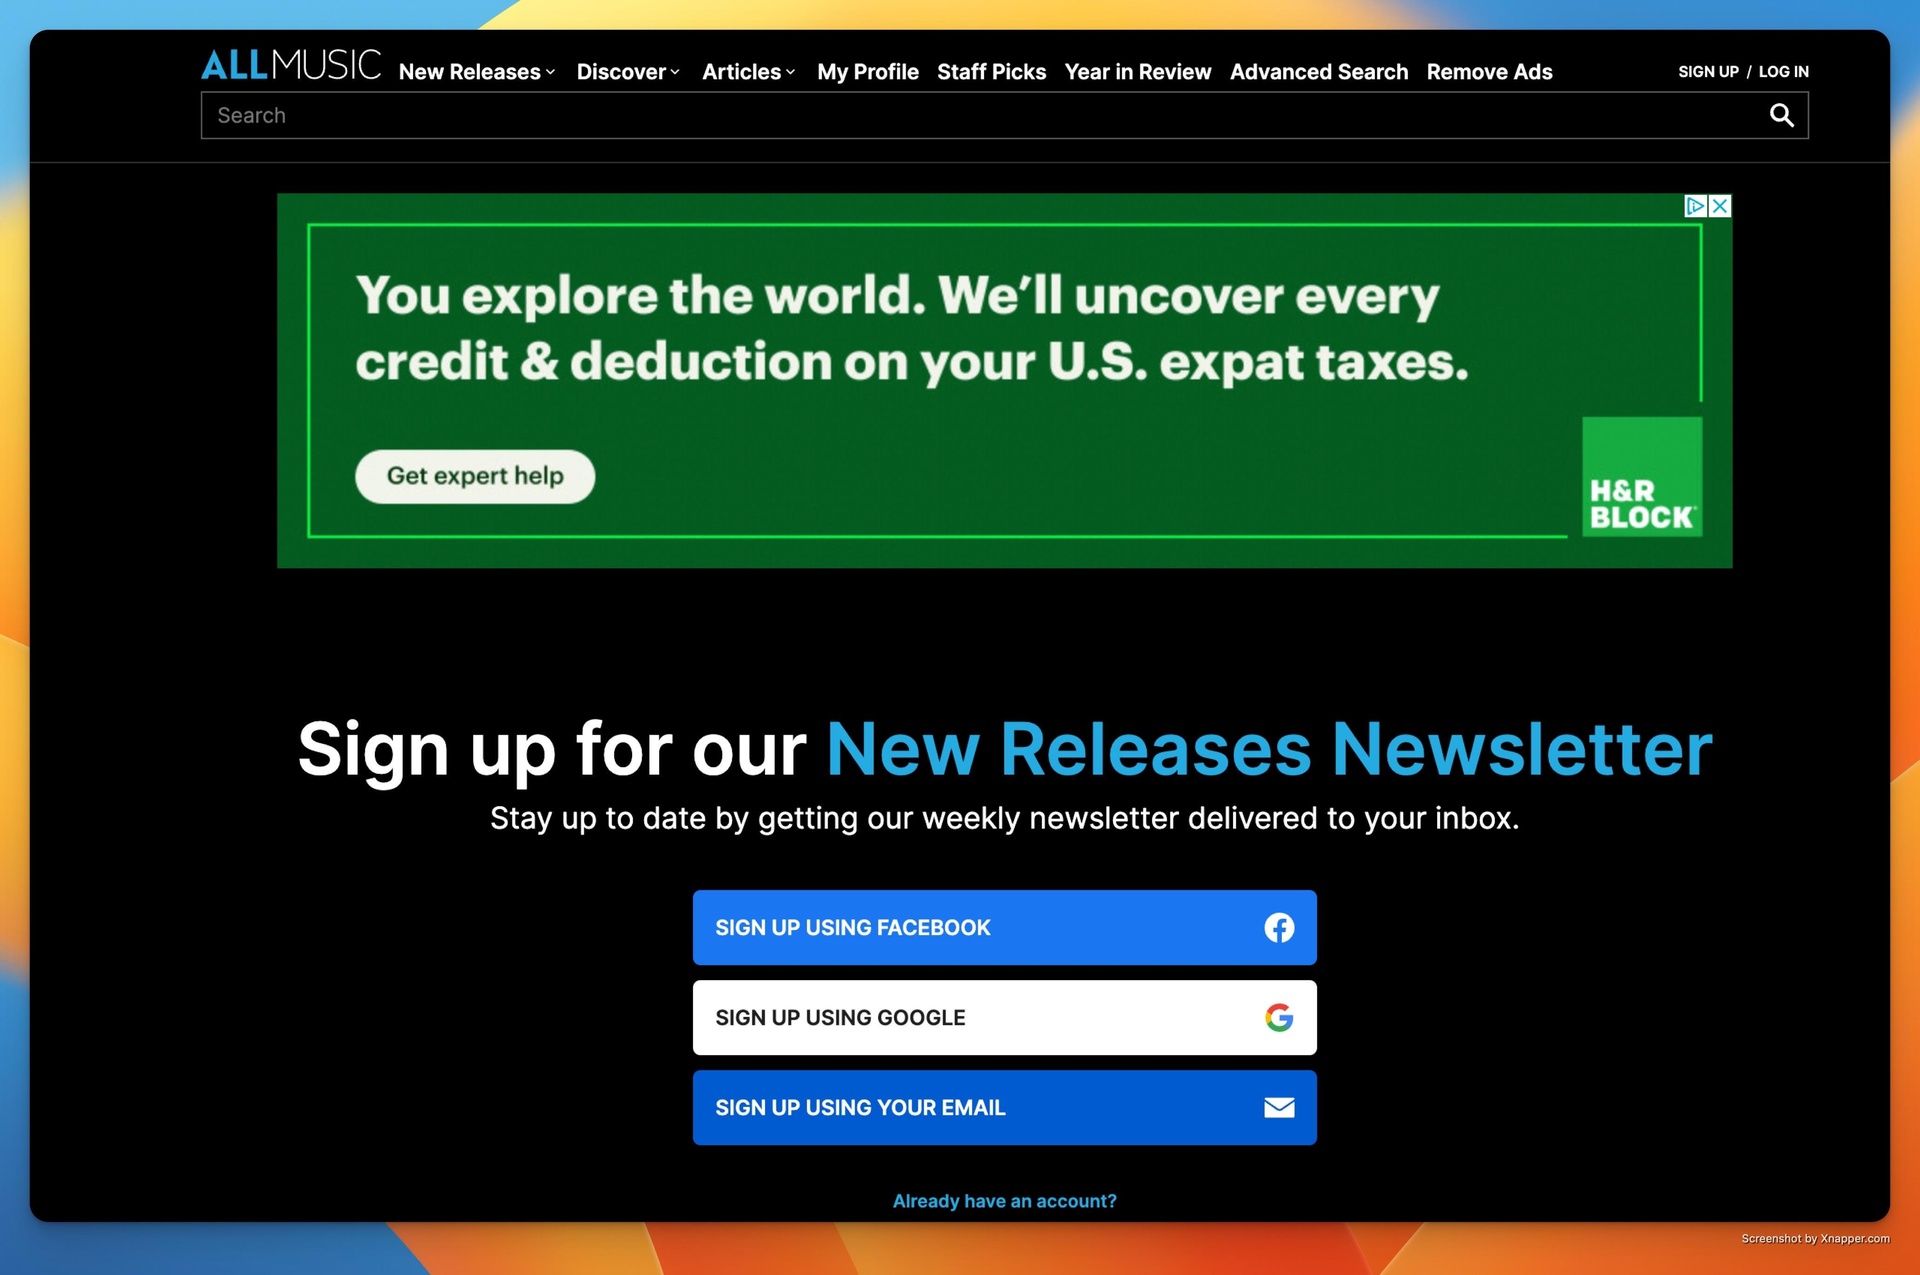 ALLMUSIC New Releases Discover Articles My Profile Staff Picks Year in Review Advanced Search Remove Ads SIGN UP / LOG IN
Search
You explore the world. We’ll uncover every
credit & deduction on your U.S. expat taxes.
Get expert help
H&R
BLOCK
Sign up for our New Releases Newsletter
Stay up to date by getting our weekly newsletter delivered to your inbox.
SIGN UP USING FACEBOOK
SIGN UP USING GOOGLE
SIGN UP USING YOUR EMAIL
Already have an account?
Screenshot by Xnapper.com